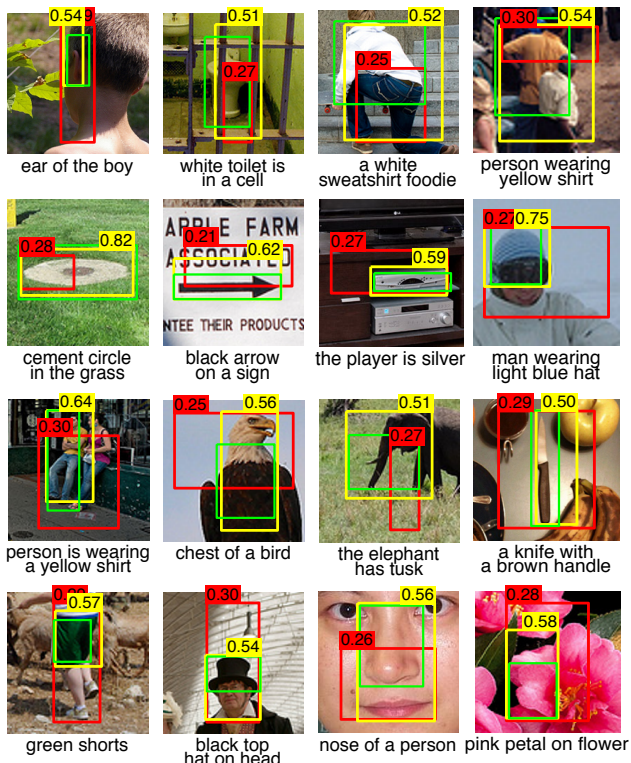 0.54 9
ear of the boy
0.51
0.27
white toilet is
in a cell
0.52
0.25
a white
sweatshirt foodie
0.30 0.54
person wearing
yellow shirt
0.82
0.28
cement circle
in the grass
APPLE FARM
ASSOCIATED
0.21
0.62
NTEE THEIR PRODUCTS
black arrow
on a sign
0.27
0.59
the player is silver
0.27 0.75
man wearing
light blue hat
0.64
0.30
person is wearing
a yellow shirt
0.25 0.56
chest of a bird
0.51
0.27
the elephant
has tusk
0.29 0.50
a knife with
a brown handle
0.57
green shorts
0.30
0.54
black top
hat on head
0.56
0.26
nose of a person
0.28
0.58
pink petal on flower